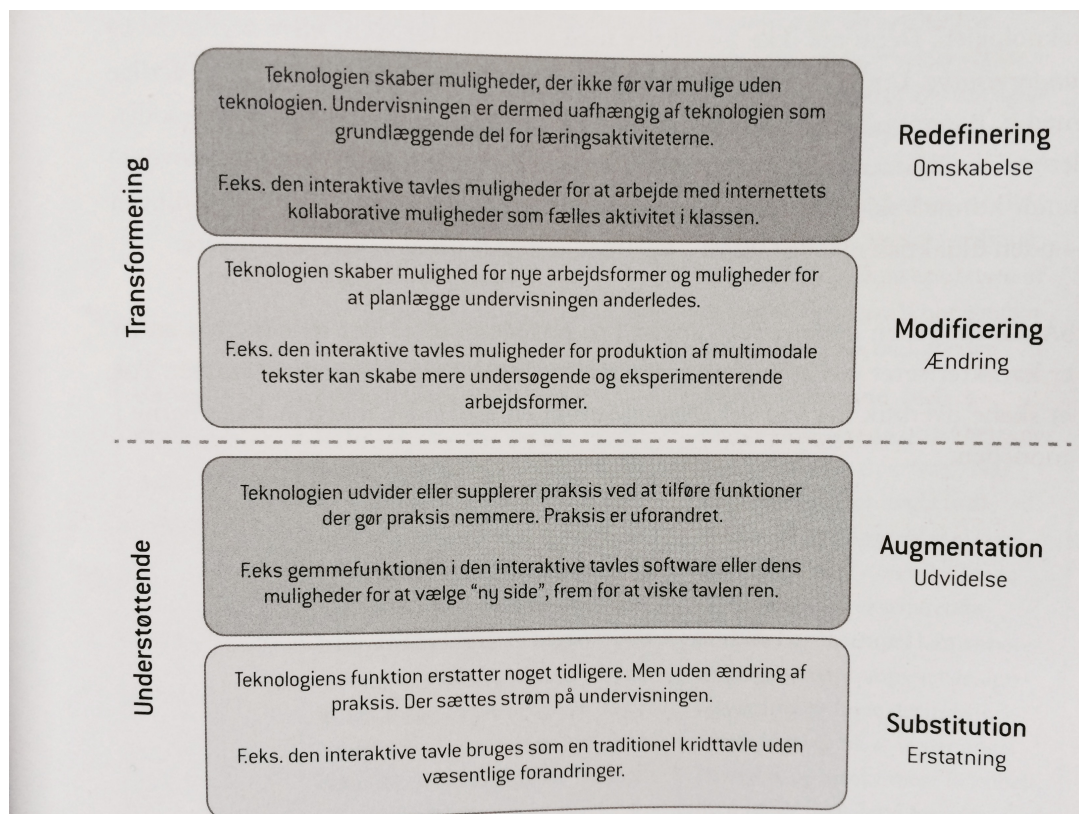 Transformering
Teknologien skaber muligheder, der ikke før var mulige uden
teknologien. Undervisningen er dermed uafhængig af teknologien som
grundlæggende del for læringsaktiviteterne.
F.eks. den interaktive tavles muligheder for at arbejde med internettets
kollaborative muligheder som fælles aktivitet i klassen.
Redefinering
Omskabelse
Teknologien skaber mulighed for nye arbejdsformer og muligheder for
at planlægge undervisningen anderledes.
F.eks. den interaktive tavles muligheder for produktion af multimodale
tekster kan skabe mere undersøgende og eksperimenterende
arbejdsformer.
Modificering
Ændring
Understøttende
Teknologien udvider eller supplerer praksis ved at tilføre funktioner
der gør praksis nemmere. Praksis er uforandret.
F.eks gemmefunktionen i den interaktive tavles software eller dens
muligheder for at vælge "ny side", frem for at viske tavlen ren.
Augmentation
Udvidelse
Teknologiens funktion erstatter noget tidligere. Men uden ændring af
praksis. Der sættes strøm på undervisningen.
F.eks. den interaktive tavle bruges som en traditionel kridttavle uden
væsentlige forandringer.
Substitution
Erstatning